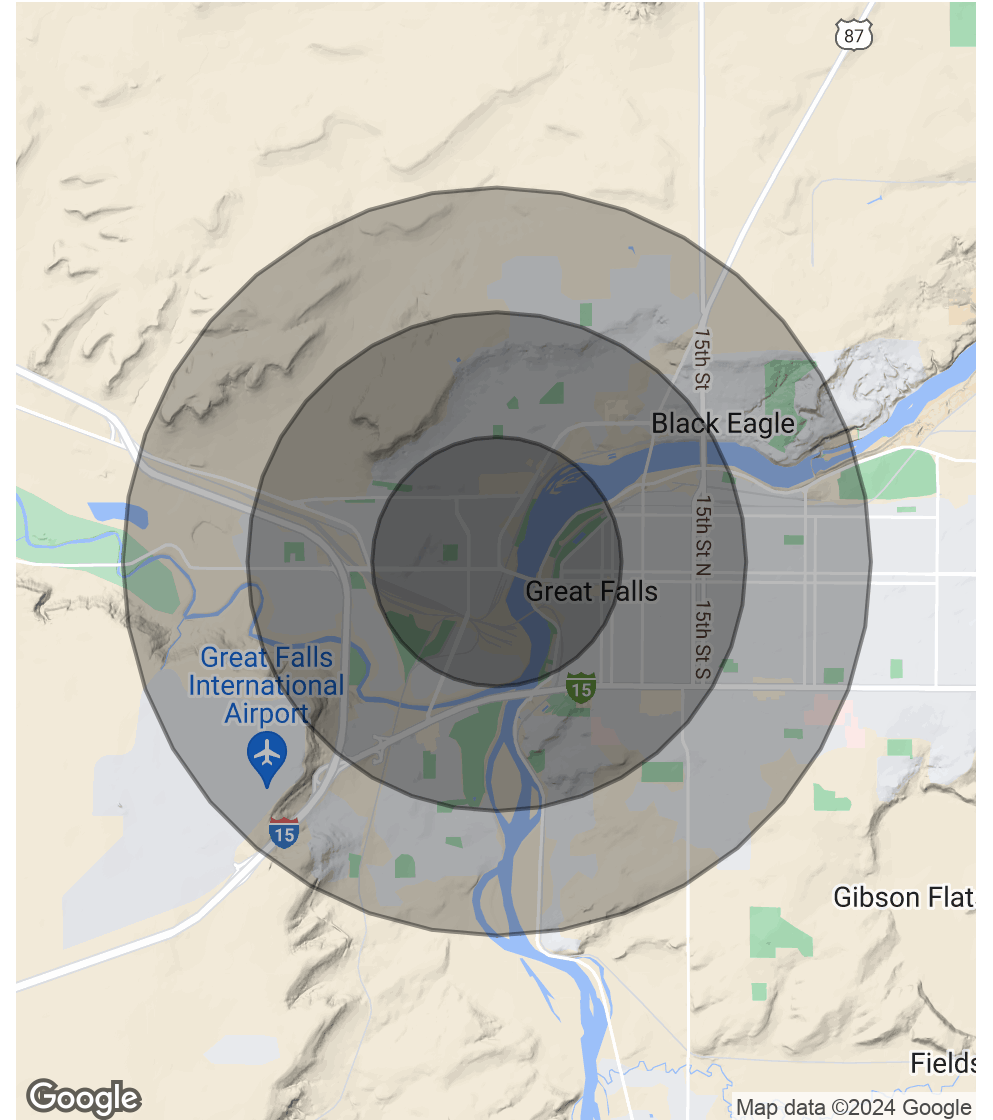 87
15th St
Black Eagle
15th St N
Great Falls
15th St S
Great Falls
International
Airport
15
15
Gibson Flat
Fields
Google
Map data ©2024 Google